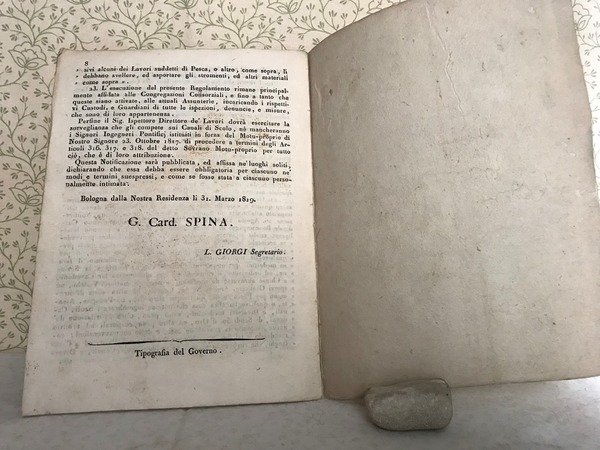 8
" sivi alcuni de' Lavori suddetti di Pesca, o altro, come sopra, li
" debbano avellere, ed asportare gli stromenti, ed altri materiali
" come sopra ".
23. L'esecuzione del presente Regolamento rimane principal-
mente affidata alle Congregazioni Consorziali, e fino a tanto che
queste siano attivate, alle attuali Assunterie, incaricando i rispetti-
vi Custodi, e Guardiani di tutte le ispezioni, denuncie, e misure,
che sono di loro appartenenza.
Perfine il Sig. Ispettore Direttore de' Lavori dovrà esercitare la
sorveglianza che gli compete sui Canali di Scolo, nè mancheranno
i Signori Ingegneri Pontifizj istituiti in forza del Motu-proprio di
Nostro Signore 23. Ottobre 1817. di procedere a termini degli Ar-
ticoli 316. 317. e 318. del detto Sovrano Motu-proprio per tutto
ciò, che è di loro attribuzione.
Questa Notificazione sarà pubblicata, ed affissa ne' luoghi soliti,
dichiarando che essa debba essere obbligatoria per ciascuno ne'
modi e termini suespressi, e come se fosse stata a ciascuno perso-
nalmente intimata.
Bologna dalla Nostra Residenza li 31. Marzo 1819.
G. Card. SPINA.
L. GIORGI Segretario.
Tipografia del Governo.